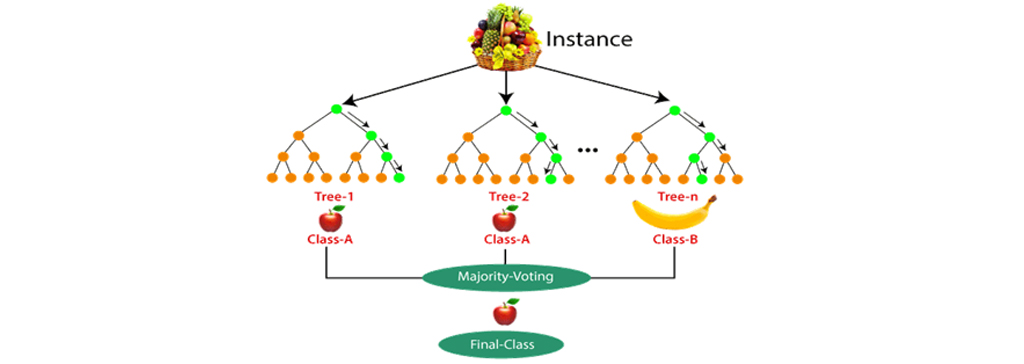 Instance
...
Tree-1
Tree-2
Tree-n
Class-A
Class-A
Class-B
Majority-Voting
Final-Class